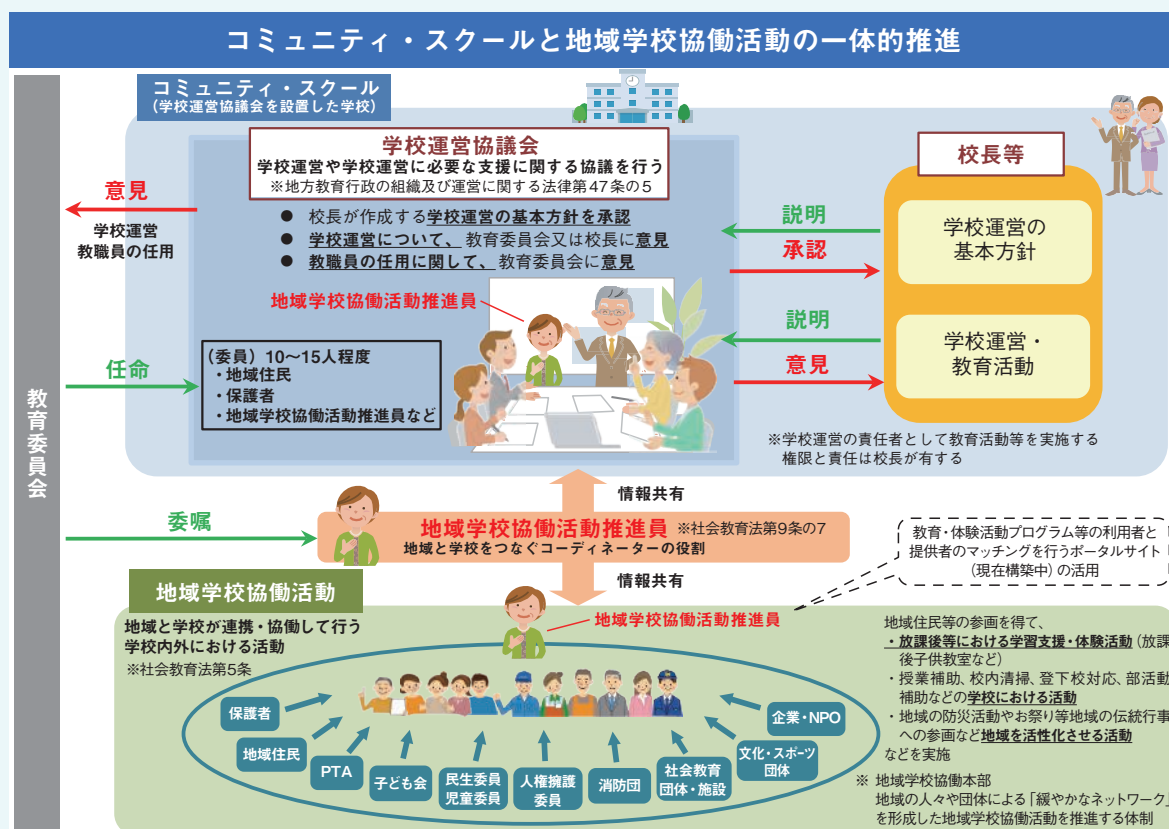 コミュニティ・スクールと地域学校協働活動の一体的推進
コミュニティ・スクール
(学校運営協議会を設置した学校)
学校運営協議会
学校運営や学校運営に必要な支援に関する協議を行う
※地方教育行政の組織及び運営に関する法律第47条の5
● 校長が作成する学校運営の基本方針を承認
● 学校運営について、教育委員会又は校長に意見
● 教職員の任用に関して、教育委員会に意見
地域学校協働活動推進員
(委員) 10～15人程度
・地域住民
・保護者
・地域学校協働活動推進員など
意見
学校運営
教職員の任用
任命
教育委員会
校長等
説明
承認
学校運営の
基本方針
説明
意見
学校運営・
教育活動
※学校運営の責任者として教育活動等を実施する
権限と責任は校長が有する
情報共有
委嘱
地域学校協働活動推進員 ※社会教育法第9条の7
地域と学校をつなぐコーディネーターの役割
情報共有
教育・体験活動プログラム等の利用者と
提供者のマッチングを行うポータルサイト
(現在構築中)の活用
地域学校協働活動
地域と学校が連携・協働して行う
学校内外における活動
※社会教育法第5条
地域学校協働活動推進員
保護者
地域住民
PTA
子ども会
民生委員
児童委員
人権擁護
委員
消防団
社会教育
団体・施設
文化・スポーツ
団体
企業・NPO
地域住民等の参画を得て、
・放課後等における学習支援・体験活動(放課
後子供教室など)
・授業補助、校内清掃、登下校対応、部活動
補助などの学校における活動
・地域の防災活動やお祭り等地域の伝統行事
への参画など地域を活性化させる活動
などを実施
※ 地域学校協働本部
地域の人々や団体による「緩やかなネットワーク」
を形成した地域学校協働活動を推進する体制